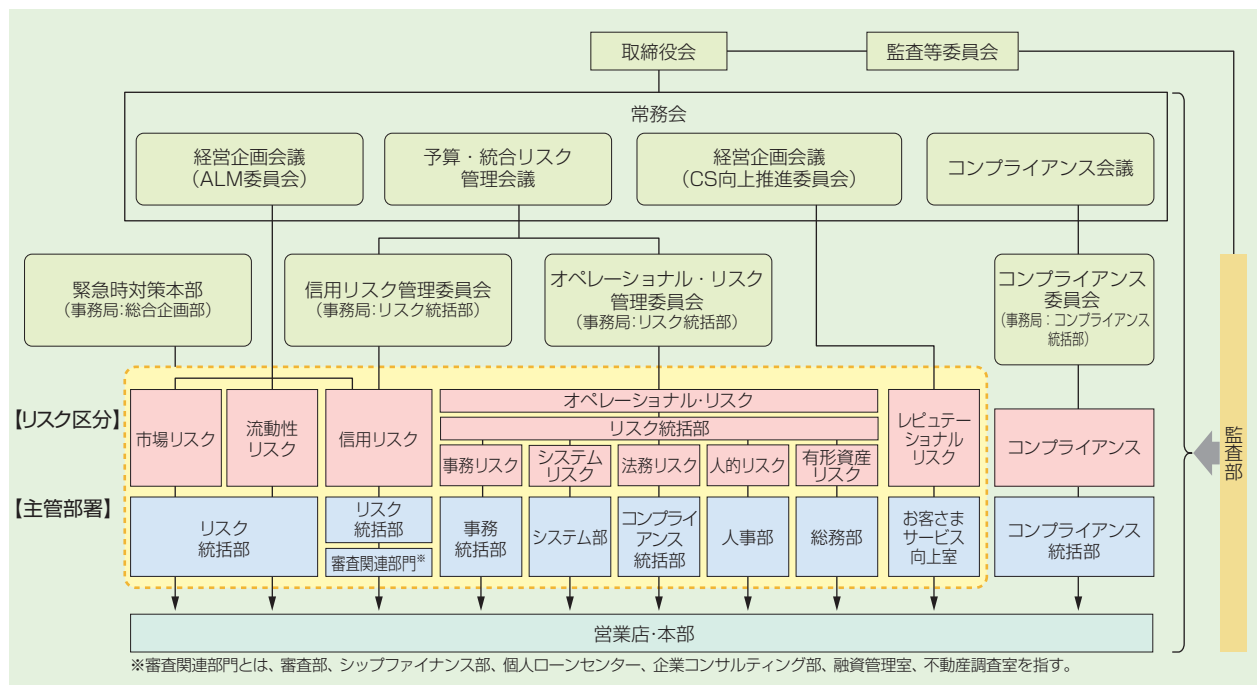 取締役会
監査等委員会
常務会
経営企画会議
（ALM委員会）
予算・統合リスク
管理会議
経営企画会議
（CS向上推進委員会）
コンプライアンス会議
緊急時対策本部
（事務局：総合企画部）
信用リスク管理委員会
（事務局：リスク統括部）
オペレーショナル・リスク
管理委員会
（事務局：リスク統括部）
コンプライアンス
委員会
（事務局：コンプライアンス
統括部）
【リスク区分】
市場リスク
流動性
リスク
信用リスク
オペレーショナル・リスク
リスク統括部
事務リスク
システム
リスク
法務リスク
人的リスク
有形資産
リスク
レピュテー
ショナル
リスク
コンプライアンス
監査部
【主管部署】
リスク
統括部
リスク
統括部
審査関連部門※
事務
統括部
システム部
コンプライ
アンス
統括部
人事部
総務部
お客さま
サービス
向上室
コンプライアンス
統括部
営業店・本部
※審査関連部門とは、審査部、シップファイナンス部、個人ローンセンター、企業コンサルティング部、融資管理室、不動産調査室を指す。